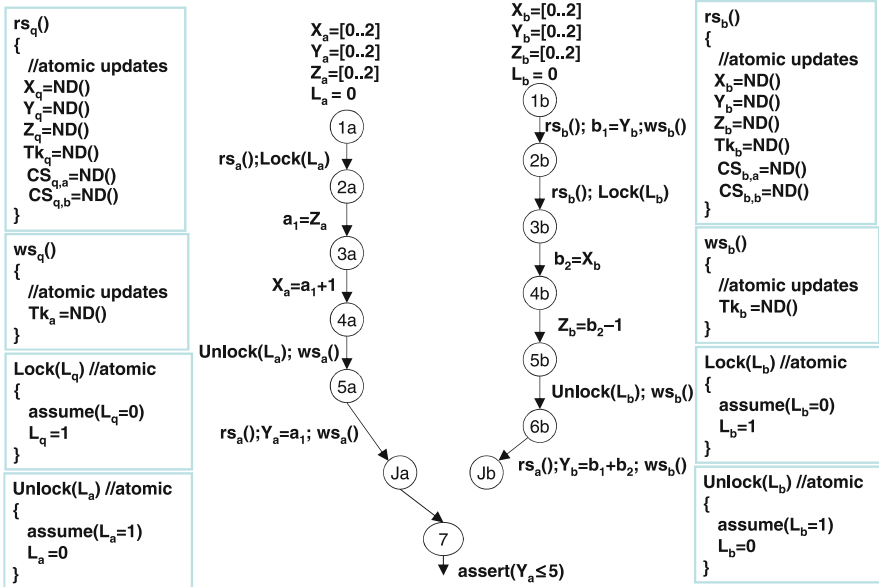 rs_q()
{
//atomic updates
X_q=ND()
Y_q=ND()
Z_q=ND()
Tk_q=ND()
CS_q,a=ND()
CS_q,b=ND()
}
ws_q()
{
//atomic updates
Tk_a=ND()
}
Lock(L_q) //atomic
{
assume(L_q=0)
L_q=1
}
Unlock(L_a) //atomic
{
assume(L_a=1)
L_a=0
}
X_a=[0..2]
Y_a=[0..2]
Z_a=[0..2]
L_a = 0
1a
rs_a();Lock(L_a)
2a
a_1=Z_a
3a
X_a=a_1+1
4a
Unlock(L_a); ws_a()
5a
rs_a();Y_a=a_1; ws_a()
Ja
7
assert(Y_a≤5)
X_b=[0..2]
Y_b=[0..2]
Z_b=[0..2]
L_b = 0
1b
rs_b(); b_1=Y_b;ws_b()
2b
rs_b(); Lock(L_b)
3b
b_2=X_b
4b
Z_b=b_2−1
5b
Unlock(L_b); ws_b()
6b
rs_a();Y_b=b_1+b_2; ws_b()
Jb
rs_b()
{
//atomic updates
X_b=ND()
Y_b=ND()
Z_b=ND()
Tk_b=ND()
CS_b,a=ND()
CS_b,b=ND()
}
ws_b()
{
//atomic updates
Tk_b=ND()
}
Lock(L_b) //atomic
{
assume(L_b=0)
L_b=1
}
Unlock(L_b) //atomic
{
assume(L_b=1)
L_b=0
}